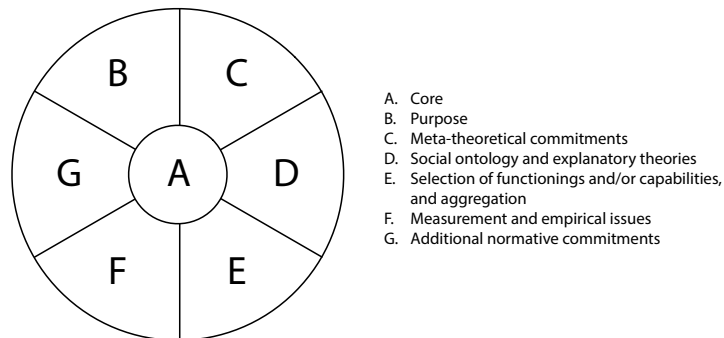 B
C
G
A
D
F
E
A. Core
B. Purpose
C. Meta-theoretical commitments
D. Social ontology and explanatory theories
E. Selection of functionings and/or capabilities,
and aggregation
F. Measurement and empirical issues
G. Additional normative commitments